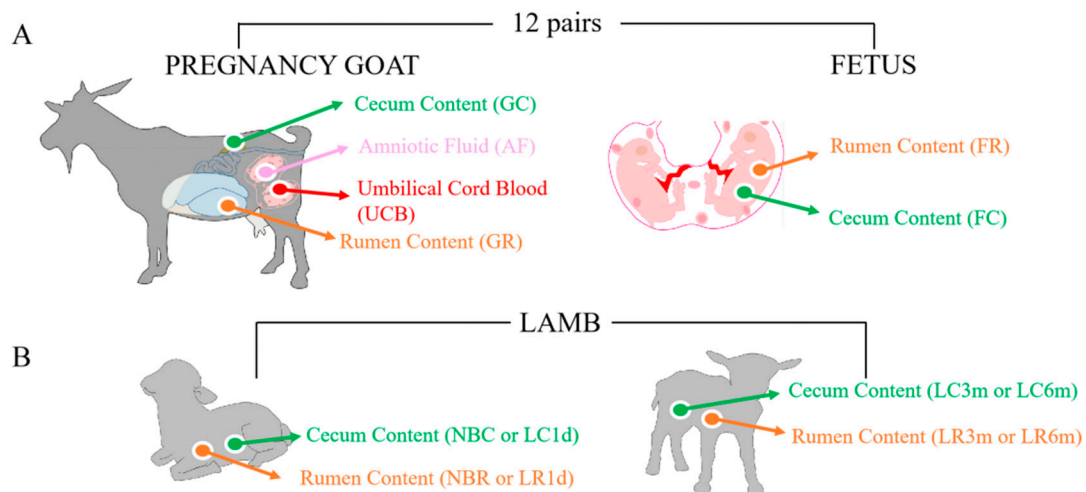 A
12 pairs
PREGNANCY GOAT
FETUS
Cecum Content (GC)
Amniotic Fluid (AF)
Umbilical Cord Blood
(UCB)
Rumen Content (GR)
Rumen Content (FR)
Cecum Content (FC)
B
LAMB
Cecum Content (NBC or LC1d)
Rumen Content (NBR or LR1d)
Cecum Content (LC3m or LC6m)
Rumen Content (LR3m or LR6m)